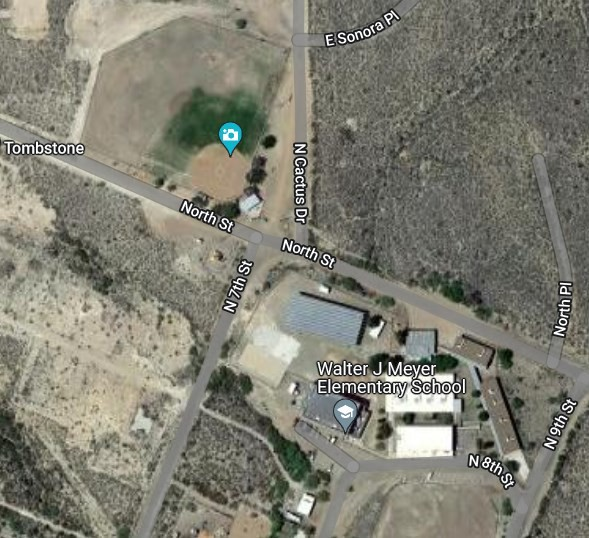 E Sonora Pl
Tombstone
N Cactus Dr
North St
North St
N 7th St
North Pl
Walter J Meyer
Elementary School
N 9th St
N 8th St